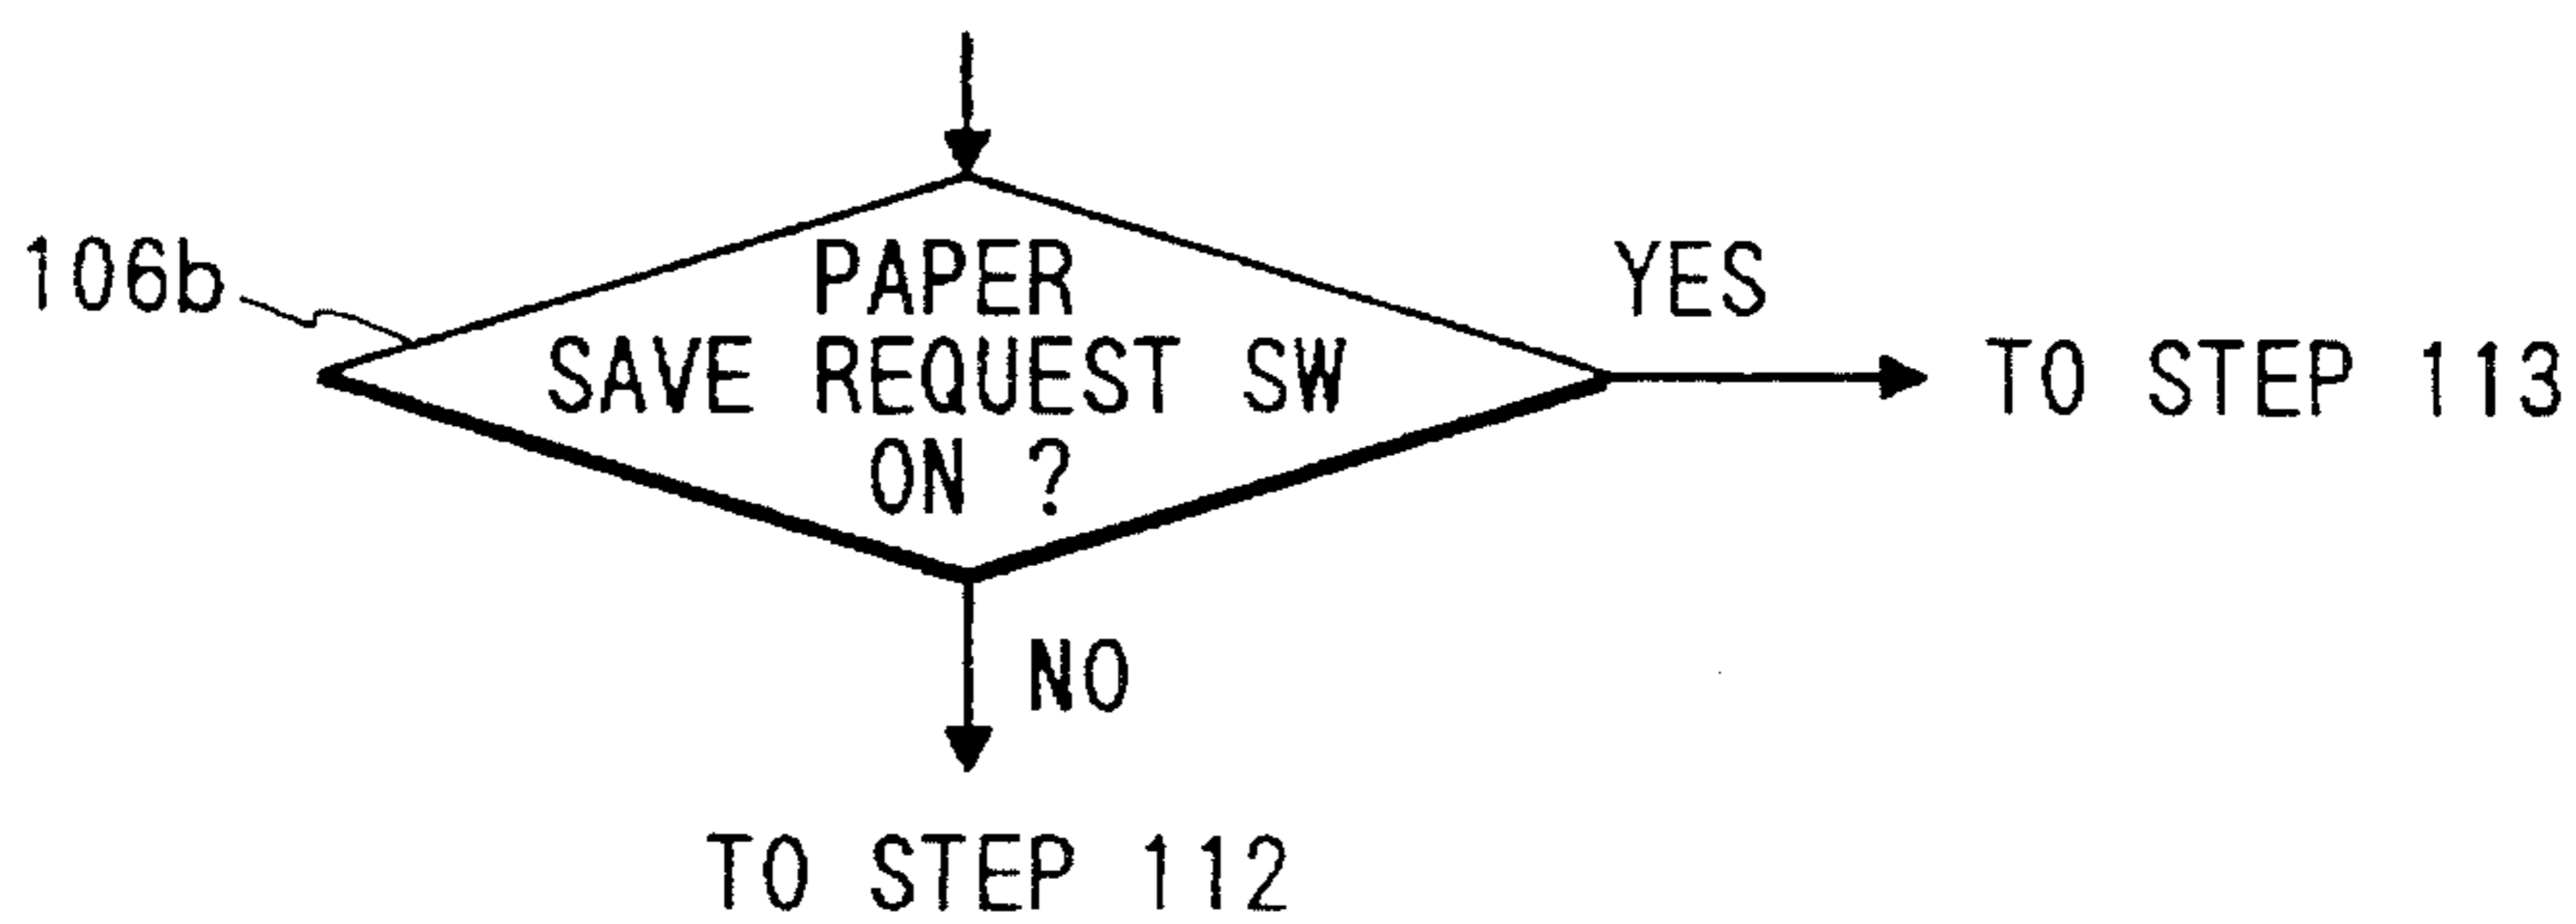 106b
PAPER
SAVE REQUEST SW
ON ?
YES
TO STEP 113
NO
TO STEP 112